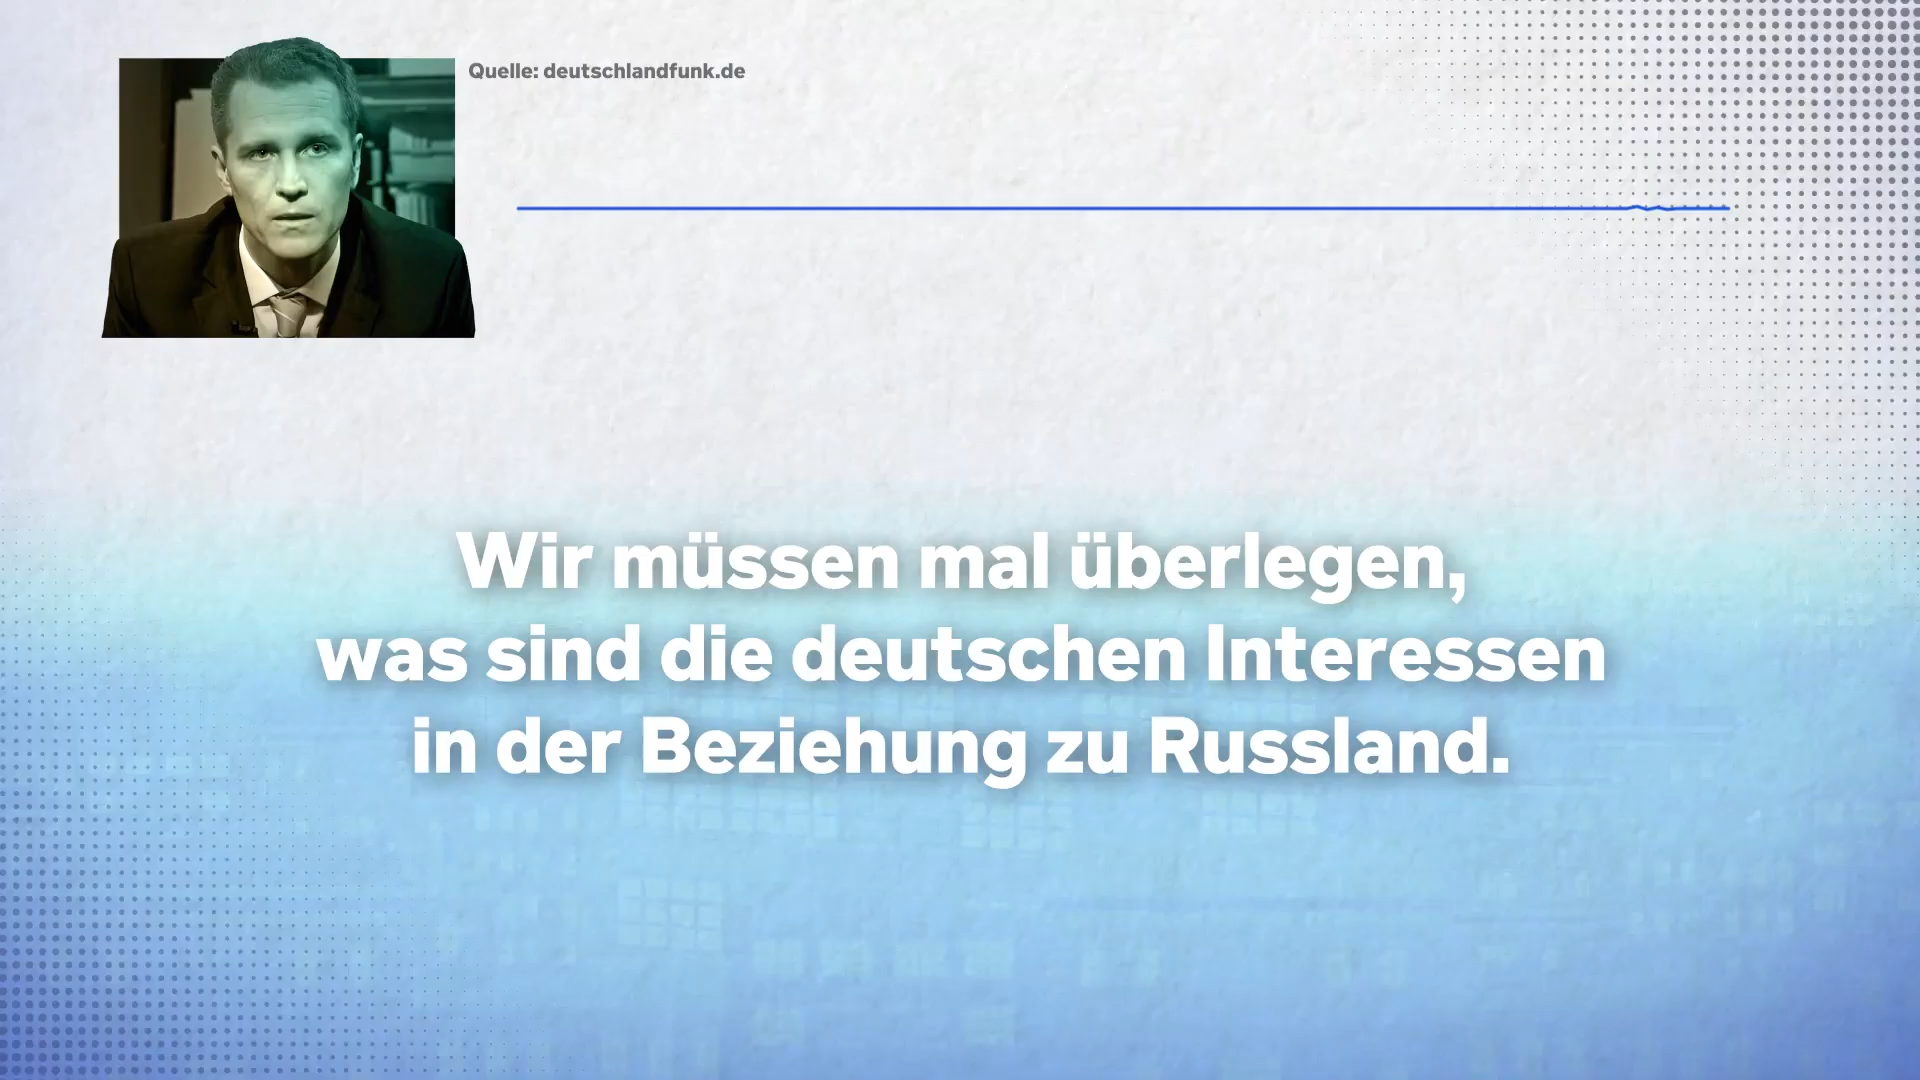 Quelle: deutschlandfunk.de
Wir müssen mal überlegen,
was sind die deutschen Interessen
in der Beziehung zu Russland.